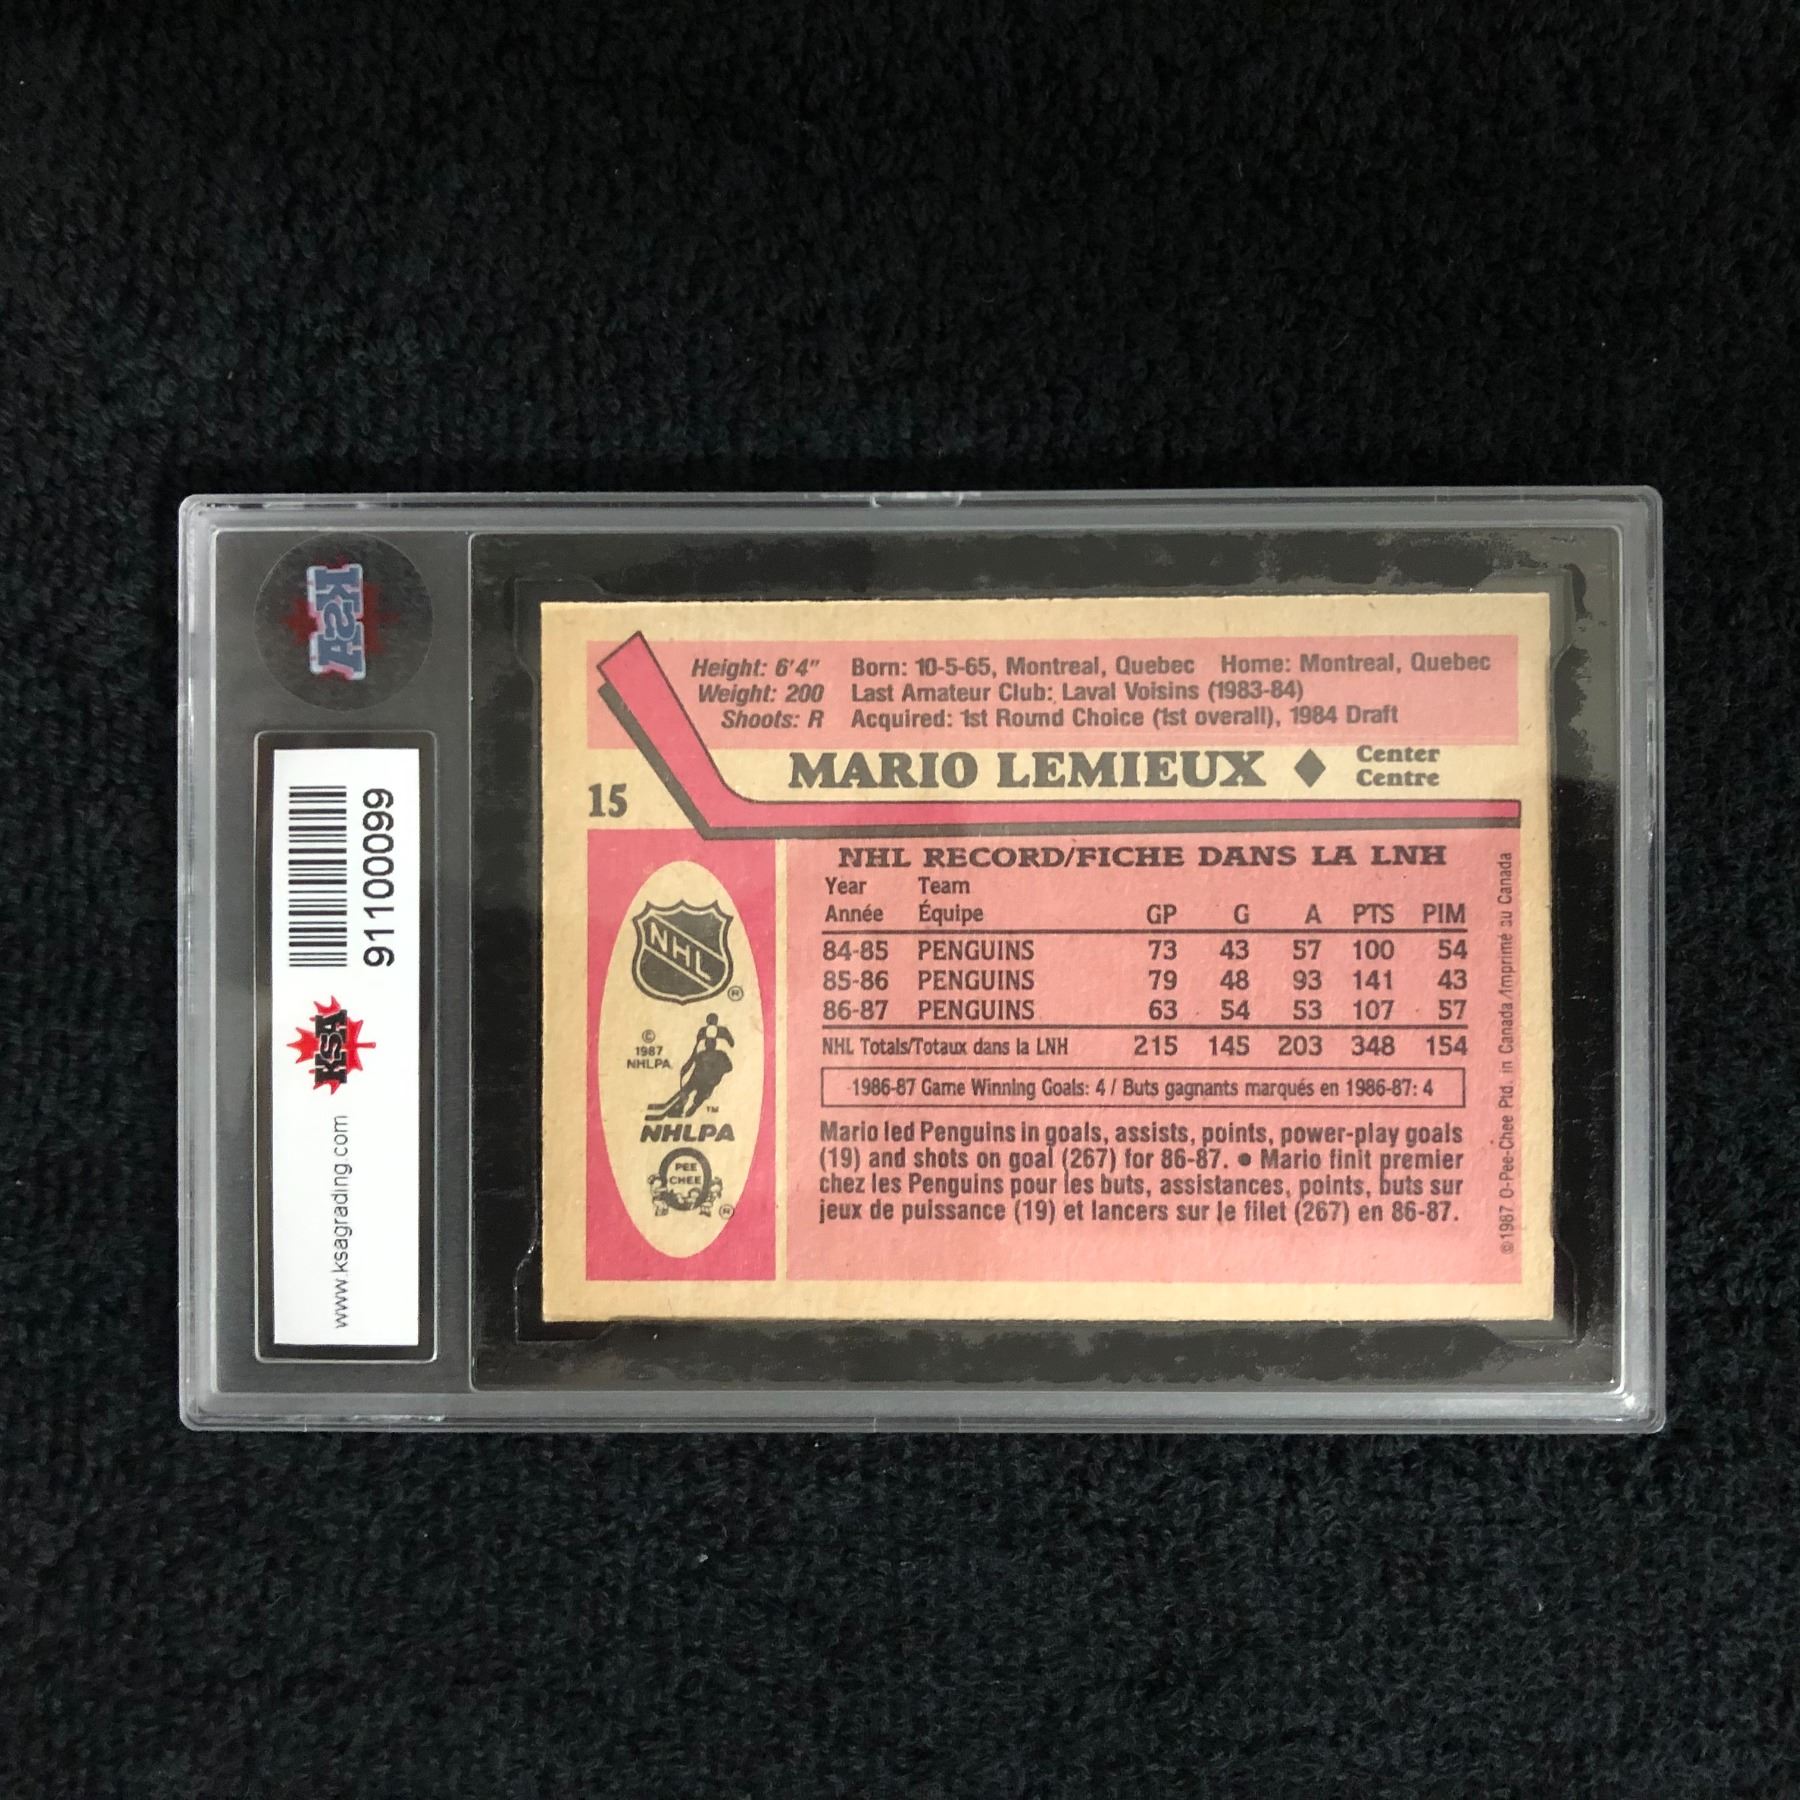 Height: 6'4" Born: 10-5-65, Montreal, Quebec Home: Montreal, Quebec
Weight: 200 Last Amateur Club: Laval Voisins (1983-84)
Shoots: R Acquired: 1st Round Choice (1st overall), 1984 Draft
MARIO LEMIEUX ♦ Center
Centre
15
NHL RECORD/FICHE DANS LA LNH
Year Team
Année Équipe GP G A PTS PIM
84-85 PENGUINS 73 43 57 100 54
85-86 PENGUINS 79 48 93 141 43
86-87 PENGUINS 63 54 53 107 57
NHL Totals/Totaux dans la LNH 215 145 203 348 154
1986-87 Game Winning Goals: 4 / Buts gagnants marqués en 1986-87: 4
Mario led Penguins in goals, assists, points, power-play goals
(19) and shots on goal (267) for 86-87. ● Mario finit premier
chez les Penguins pour les buts, assistances, points, buts sur
jeux de puissance (19) et lancers sur le filet (267) en 86-87.
©1987 O-Pee-Chee Ptd. in Canada/Imprimé au Canada
NHL
®
©
1987
NHLPA
TM
NHLPA
O
PEE
CHEE
®
KSA
91100099
KSA
www.ksagrading.com